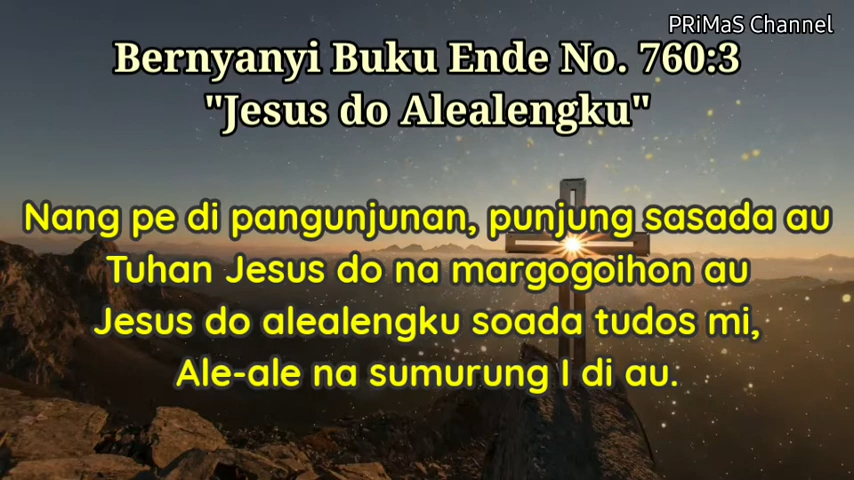 PRiMaS Channel
Bernyanyi Buku Ende No. 760:3
"Jesus do Alealengku"
Nang pe di pangunjunan, punjung sasada au
Tuhan Jesus do na margogoihon au
Jesus do alealengku soada tudos mi,
Ale-ale na sumurung I di au.